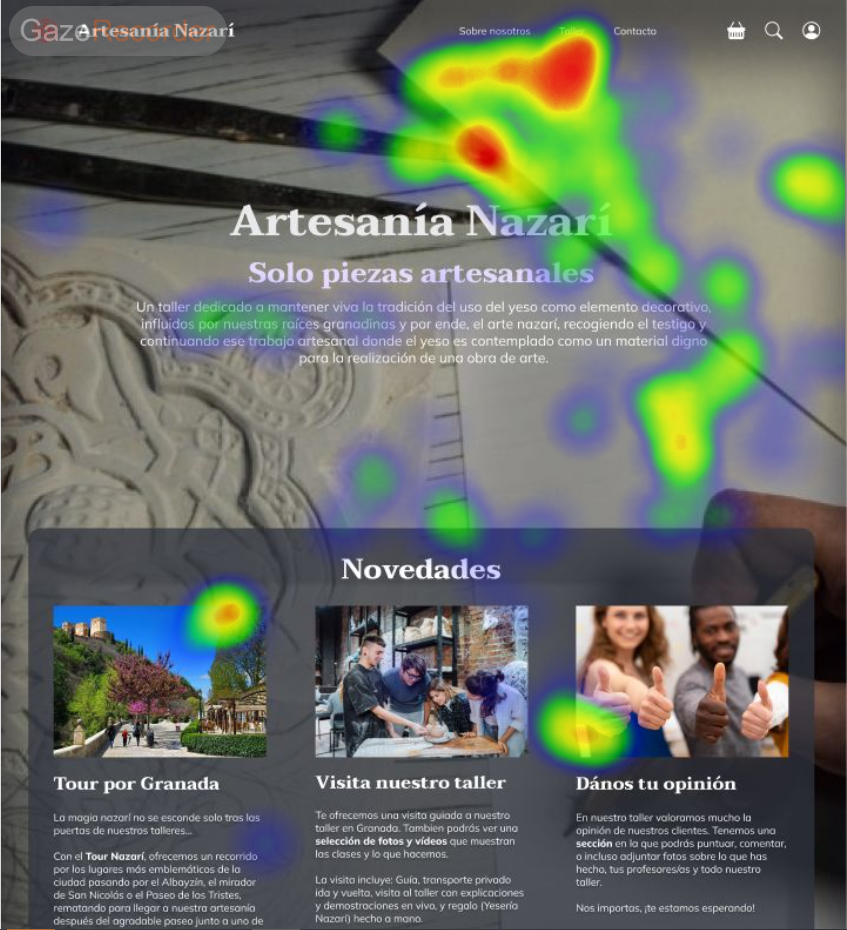 GazeRecorder
Artesanía Nazarí
Sobre nosotros Taller Contacto
Artesanía Nazarí
Solo piezas artesanales
Un taller dedicado a mantener viva la tradición del uso del yeso como elemento decorativo,
influidos por nuestras raíces granadinas y por ende, el arte nazarí, recogiendo el testigo y
continuando ese trabajo artesanal donde el yeso es contemplado como un material digno
para la realización de una obra de arte.
Novedades
Tour por Granada
La magia nazarí no se esconde solo tras las
puertas de nuestros talleres...
Con el Tour Nazarí, ofrecemos un recorrido
por los lugares más emblemáticos de la
ciudad pasando por el Albayzín, el mirador
de San Nicolás o el Paseo de los Tristes,
rematando para llegar a nuestra artesanía
después del agradable paseo junto a uno de
Visita nuestro taller
Te ofrecemos una visita guiada a nuestro
taller en Granada. Tambien podrás ver una
selección de fotos y vídeos que muestran
las clases y lo que hacemos.
La visita incluye: Guía, transporte privado
ida y vuelta, visita al taller con explicaciones
y demostraciones en vivo, y regalo (Yesería
Nazarí) hecho a mano.
Dános tu opinión
En nuestro taller valoramos mucho la
opinión de nuestros clientes. Tenemos una
sección en la que podrás puntuar, comentar,
o incluso adjuntar fotos sobre lo que has
hecho, tus profesores/as y todo nuestro
taller.
Nos importas, ¡te estamos esperando!